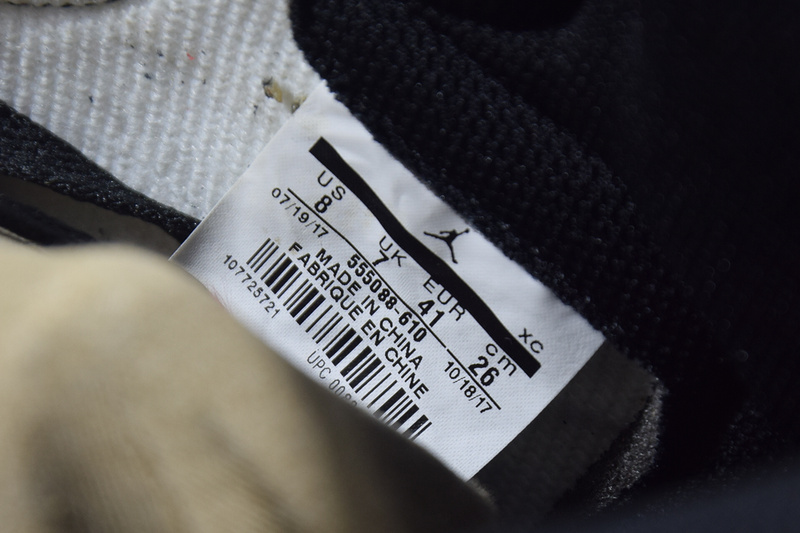 US UK EUR cm
8 7 41 26
07/19/17 555088-610 10/18/17
MADE IN CHINA
FABRIQUE EN CHINE
107725721
UPC
XC